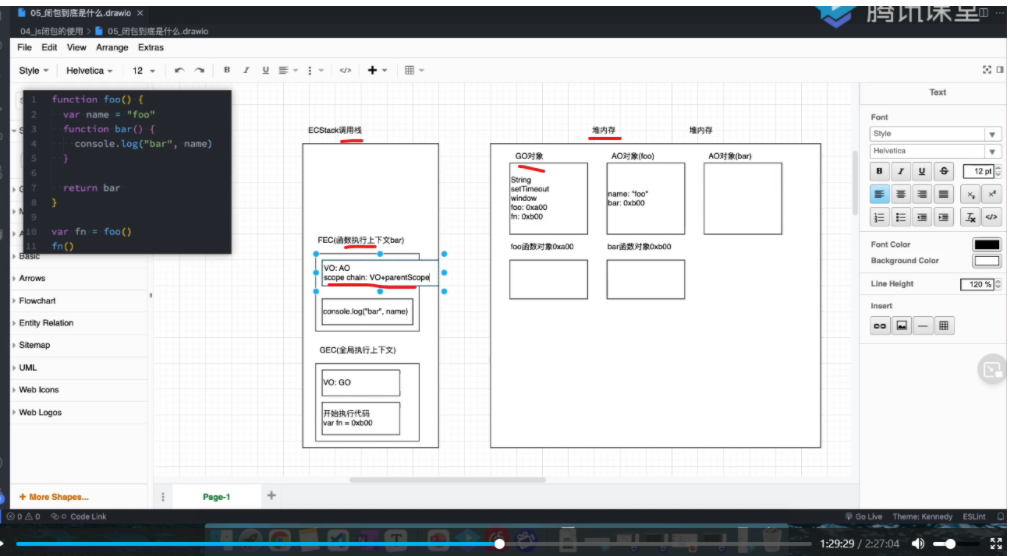 05_闭包到底是什么.drawio ×
腾讯课堂
04_js闭包的使用 > 05_闭包到底是什么.drawio
File Edit View Arrange Extras
Style Helvetica 12 B I U
1 function foo() {
2 var name = "foo"
3 function bar() {
4 console.log("bar", name)
5 }
6
7 return bar
8 }
9
10 var fn = foo()
11 fn()
Basic
Arrows
Flowchart
Entity Relation
Sitemap
UML
Web Icons
Web Logos
+ More Shapes...
ECStack调用栈
FEC(函数执行上下文bar)
VO: AO
scope chain: VO+parentScope
console.log("bar", name)
GEC(全局执行上下文)
VO: GO
开始执行代码
var fn = 0xb00
堆内存
堆内存
GO对象
String
setTimeout
window
foo: 0xa00
fn: 0xb00
AO对象(foo)
name: "foo"
bar: 0xb00
AO对象(bar)
foo函数对象0xa00
bar函数对象0xb00
Text
Font
Style
Helvetica
B I U S 12 pt
Font Color
Background Color
Line Height 120 %
Insert
Page-1 +
0 0 Code Link
Go Live Theme: Kennedy ESLint
1:29:29 / 2:27:04